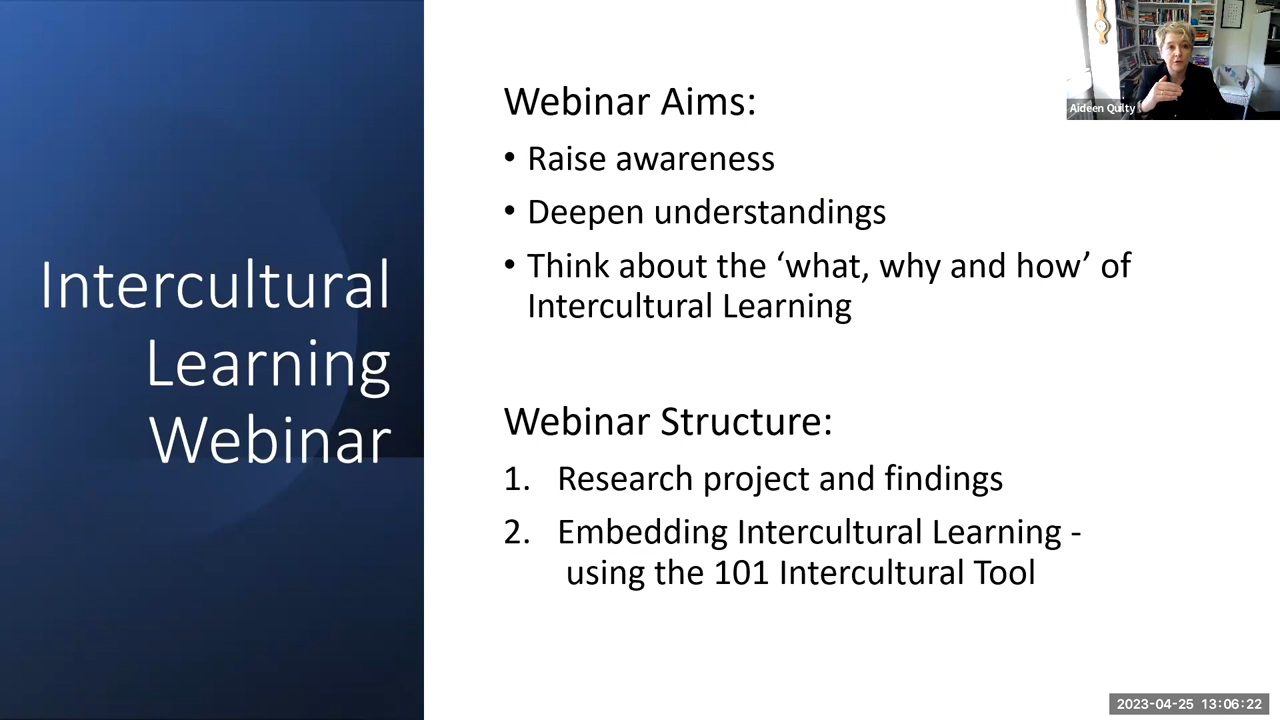 Intercultural
Learning
Webinar
Webinar Aims:
• Raise awareness
• Deepen understandings
• Think about the ‘what, why and how’ of
Intercultural Learning
Webinar Structure:
1. Research project and findings
2. Embedding Intercultural Learning -
using the 101 Intercultural Tool
Aideen Quilty
2023-04-25 13:06:22